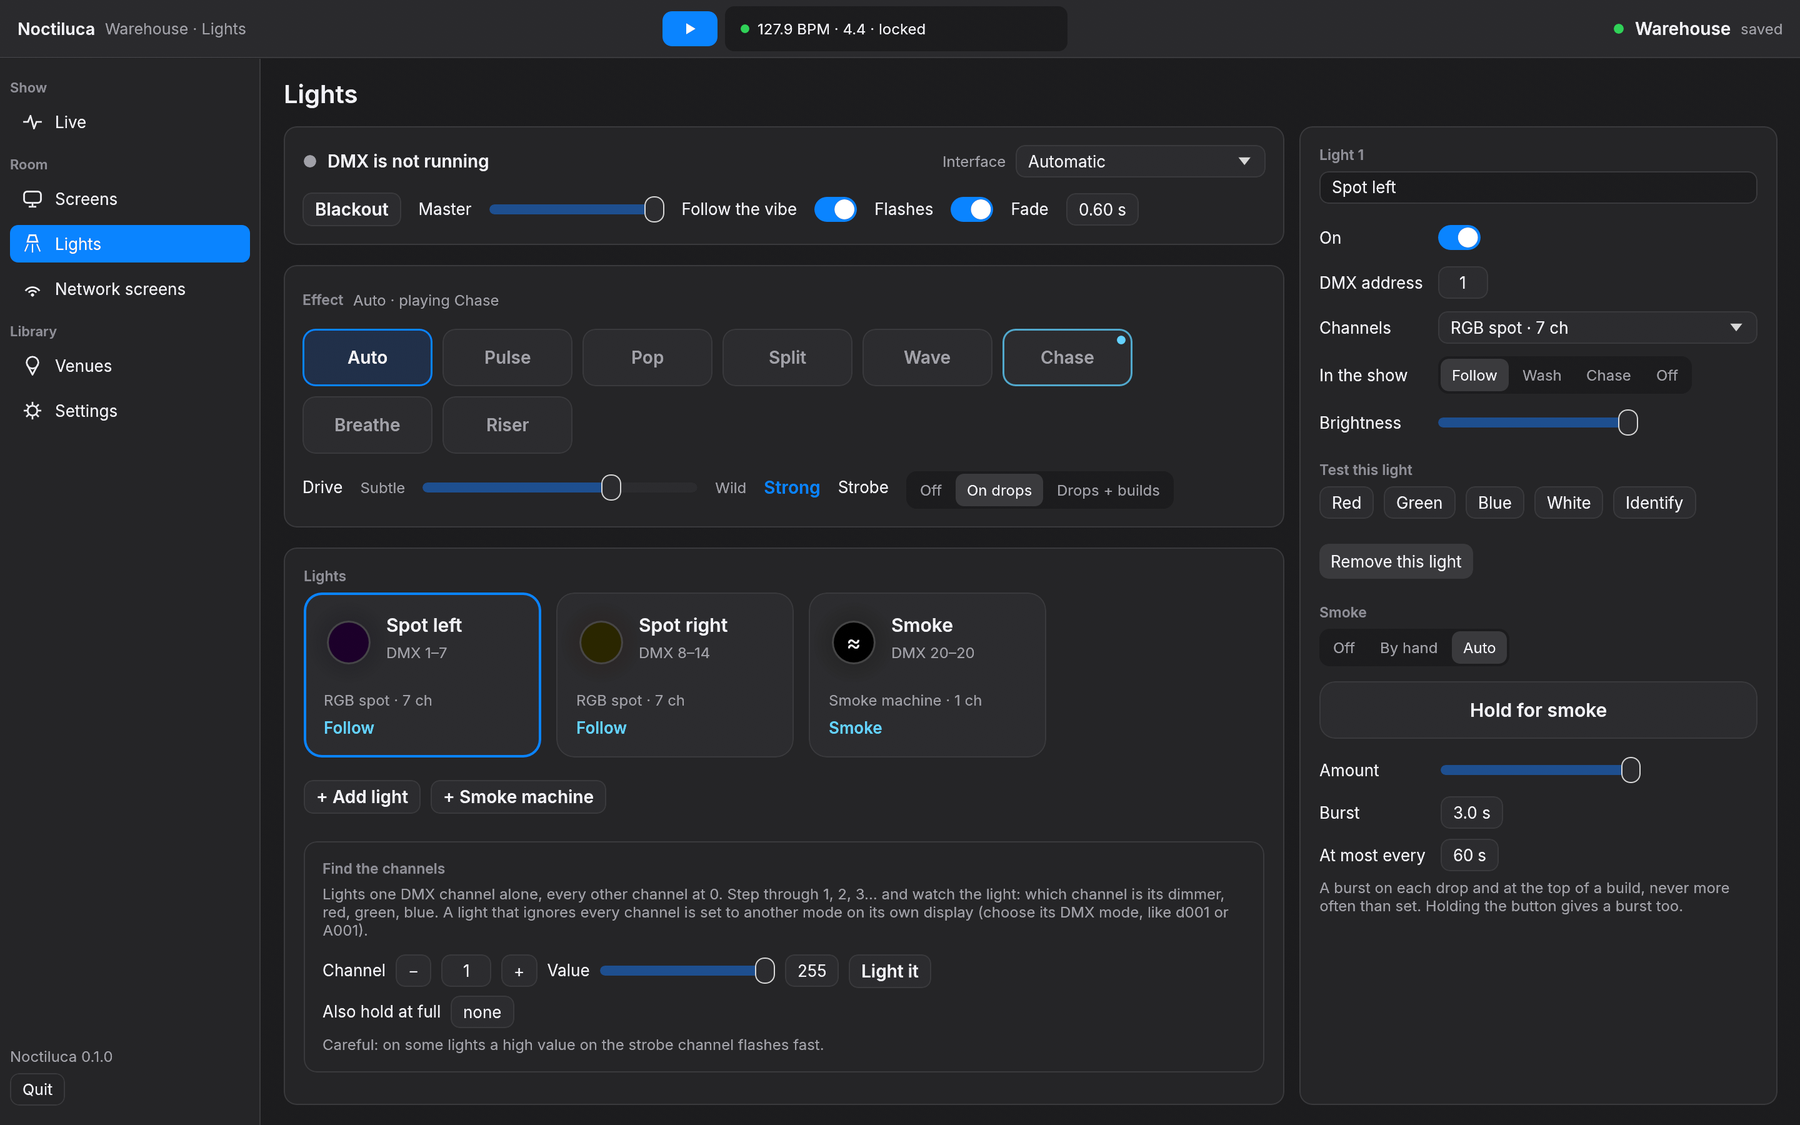 Noctiluca Warehouse · Lights
127.9 BPM · 4.4 · locked
Warehouse saved
Show
Live
Room
Screens
Lights
Network screens
Library
Venues
Settings
Noctiluca 0.1.0
Quit
Lights
DMX is not running
Interface Automatic
Blackout Master Follow the vibe Flashes Fade 0.60 s
Effect Auto · playing Chase
Auto Pulse Pop Split Wave Chase
Breathe Riser
Drive Subtle Wild Strong Strobe Off On drops Drops + builds
Lights
Spot left
DMX 1–7
RGB spot · 7 ch
Follow
Spot right
DMX 8–14
RGB spot · 7 ch
Follow
≈
Smoke
DMX 20–20
Smoke machine · 1 ch
Smoke
+ Add light + Smoke machine
Find the channels
Lights one DMX channel alone, every other channel at 0. Step through 1, 2, 3... and watch the light: which channel is its dimmer,
red, green, blue. A light that ignores every channel is set to another mode on its own display (choose its DMX mode, like d001 or
A001).
Channel − 1 + Value 255 Light it
Also hold at full none
Careful: on some lights a high value on the strobe channel flashes fast.
Light 1
Spot left
On
DMX address 1
Channels RGB spot · 7 ch
In the show Follow Wash Chase Off
Brightness
Test this light
Red Green Blue White Identify
Remove this light
Smoke
Off By hand Auto
Hold for smoke
Amount
Burst 3.0 s
At most every 60 s
A burst on each drop and at the top of a build, never more
often than set. Holding the button gives a burst too.